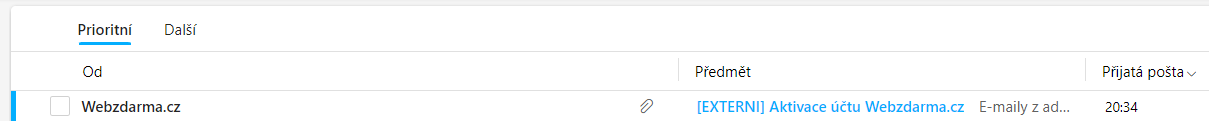 Prioritní Další
Od Předmět Přijatá pošta
Webzdarma.cz [EXTERNI] Aktivace účtu Webzdarma.cz E-maily z ad... 20:34